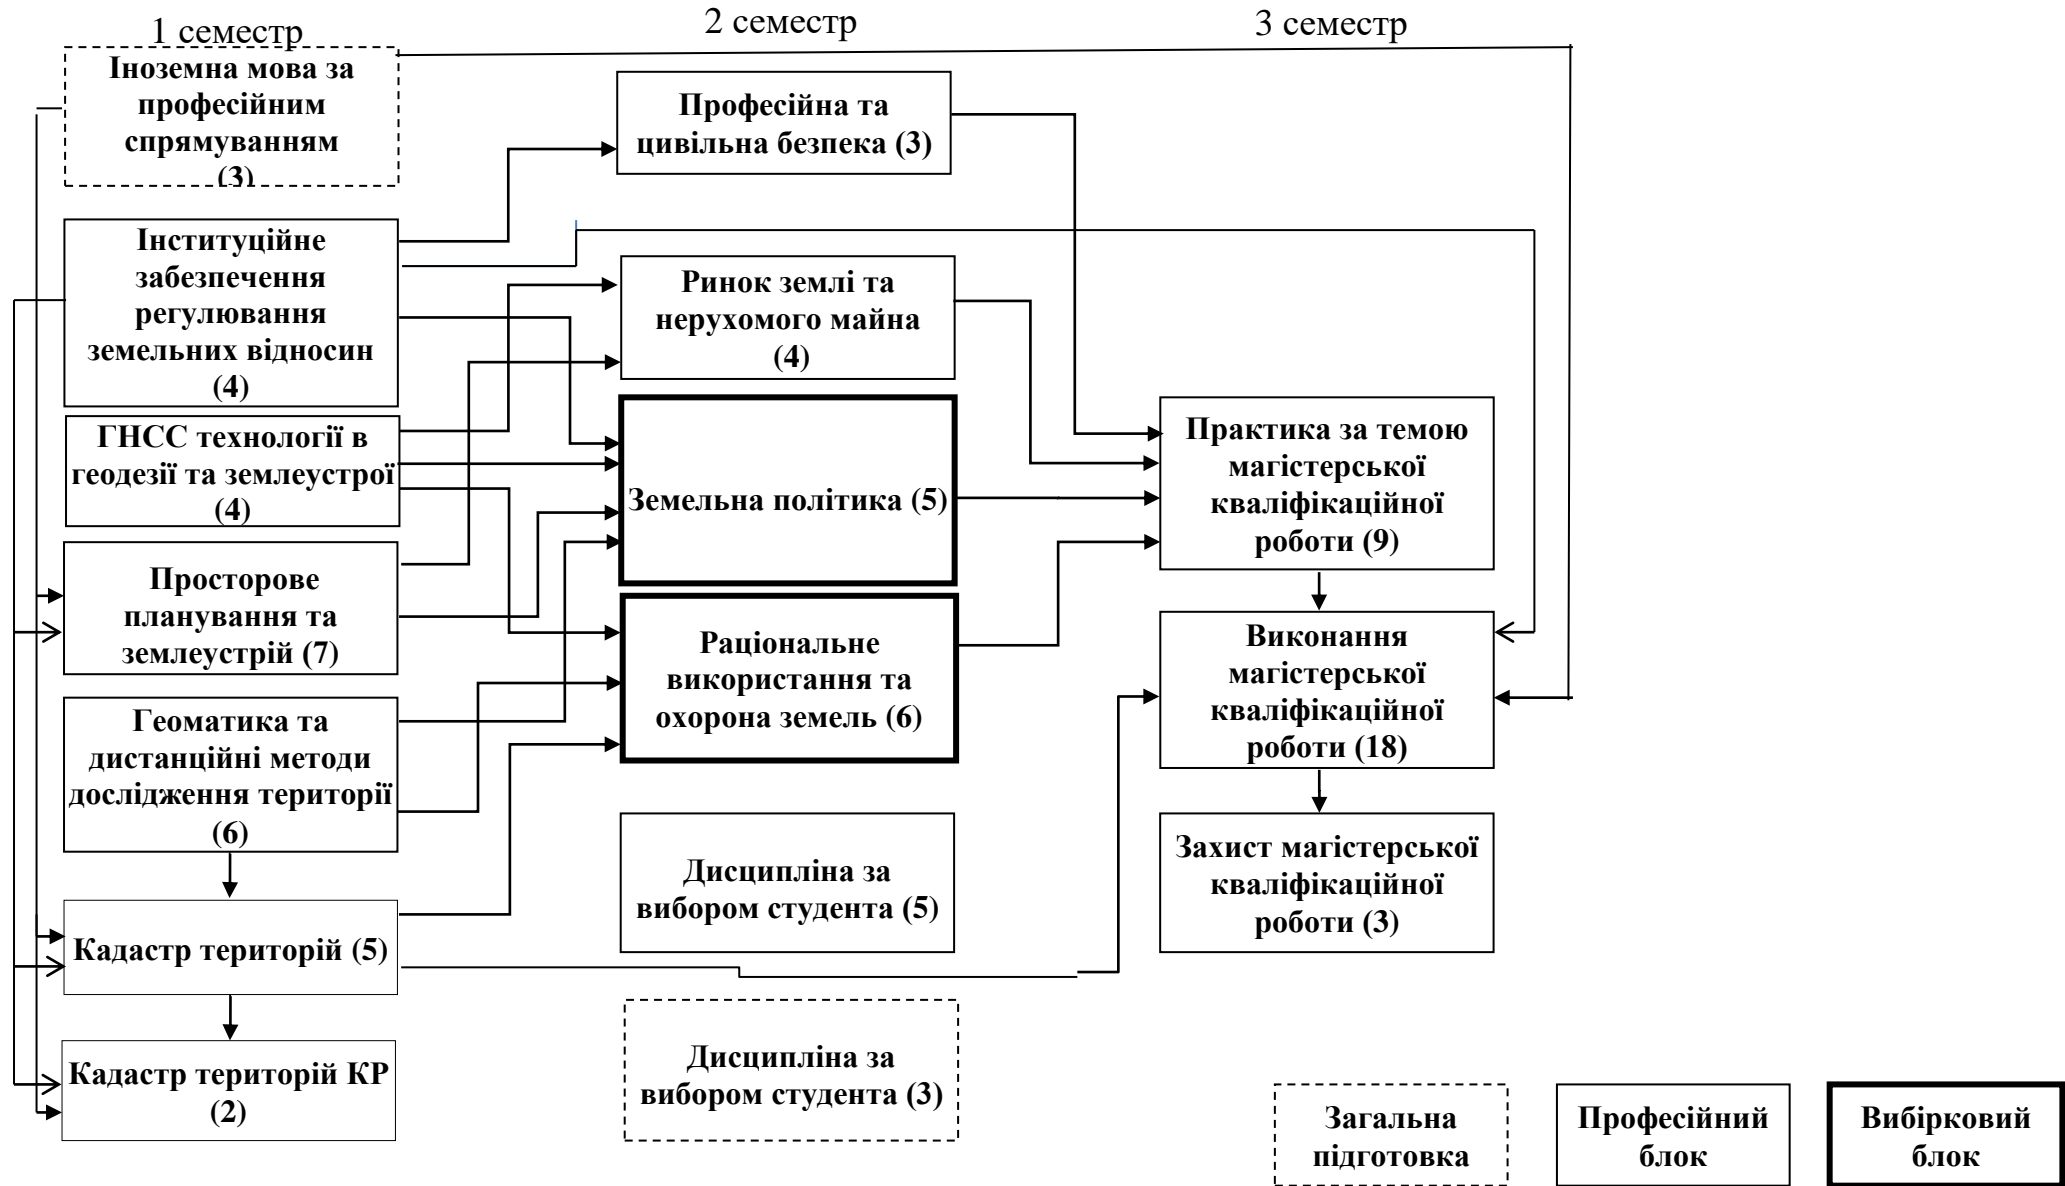 1 семестр
2 семестр
3 семестр
Іноземна мова за
професійним
спрямуванням
(3)
Інституційне
забезпечення
регулювання
земельних відносин
(4)
ГНСС технології в
геодезії та землеустрої
(4)
Просторове
планування та
землеустрій (7)
Геоматика та
дистанційні методи
дослідження території
(6)
Кадастр територій (5)
Кадастр територій КР
(2)
Професійна та
цивільна безпека (3)
Ринок землі та
нерухомого майна
(4)
Земельна політика (5)
Раціональне
використання та
охорона земель (6)
Дисципліна за
вибором студента (5)
Дисципліна за
вибором студента (3)
Практика за темою
магістерської
кваліфікаційної
роботи (9)
Виконання
магістерської
кваліфікаційної
роботи (18)
Захист магістерської
кваліфікаційної
роботи (3)
Загальна
підготовка
Професійний
блок
Вибірковий
блок